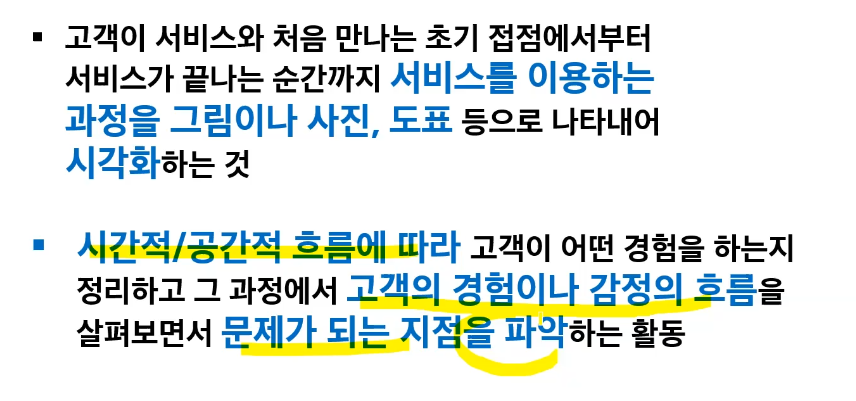 ▪ 고객이 서비스와 처음 만나는 초기 접점에서부터
서비스가 끝나는 순간까지 서비스를 이용하는
과정을 그림이나 사진, 도표 등으로 나타내어
시각화하는 것
▪ 시간적/공간적 흐름에 따라 고객이 어떤 경험을 하는지
정리하고 그 과정에서 고객의 경험이나 감정의 흐름을
살펴보면서 문제가 되는 지점을 파악하는 활동